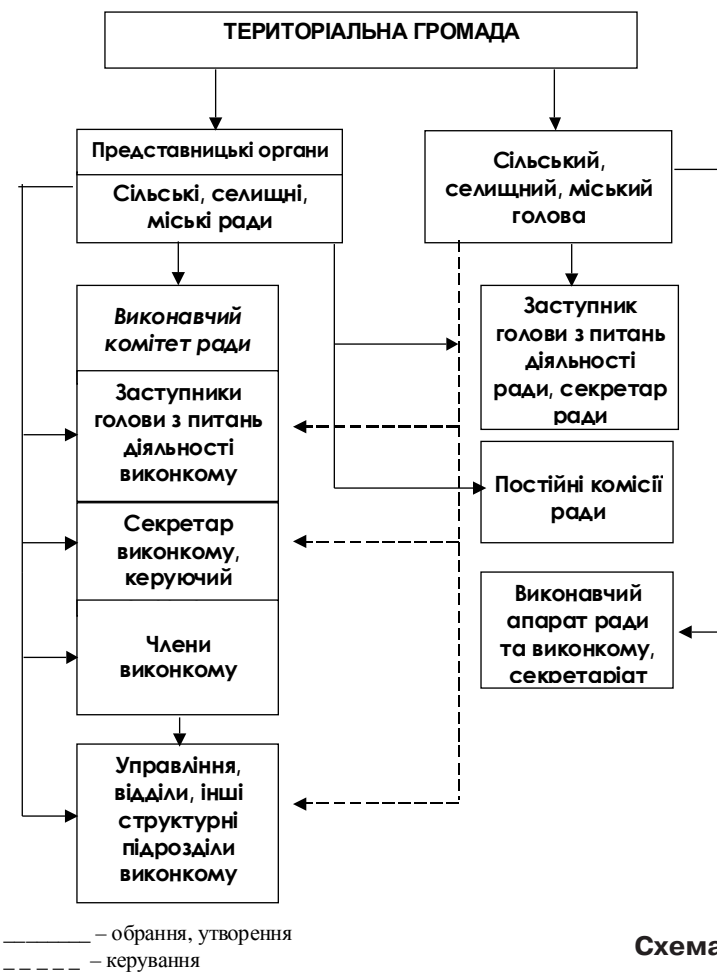 ТЕРИТОРІАЛЬНА ГРОМАДА
Представницькі органи
Сільські, селищні,
міські ради
Сільський,
селищний, міський
голова
Виконавчий
комітет ради
Заступник
голови з питань
діяльності
ради, секретар
ради
Заступники
голови з питань
діяльності
виконкому
Постійні комісії
ради
Секретар
виконкому,
керуючий
Виконавчий
апарат ради
та виконкому,
секретаріат
Члени
виконкому
Управління,
відділи, інші
структурні
підрозділи
виконкому
________ – обрання, утворення
_ _ _ _ _ – керування
Схема